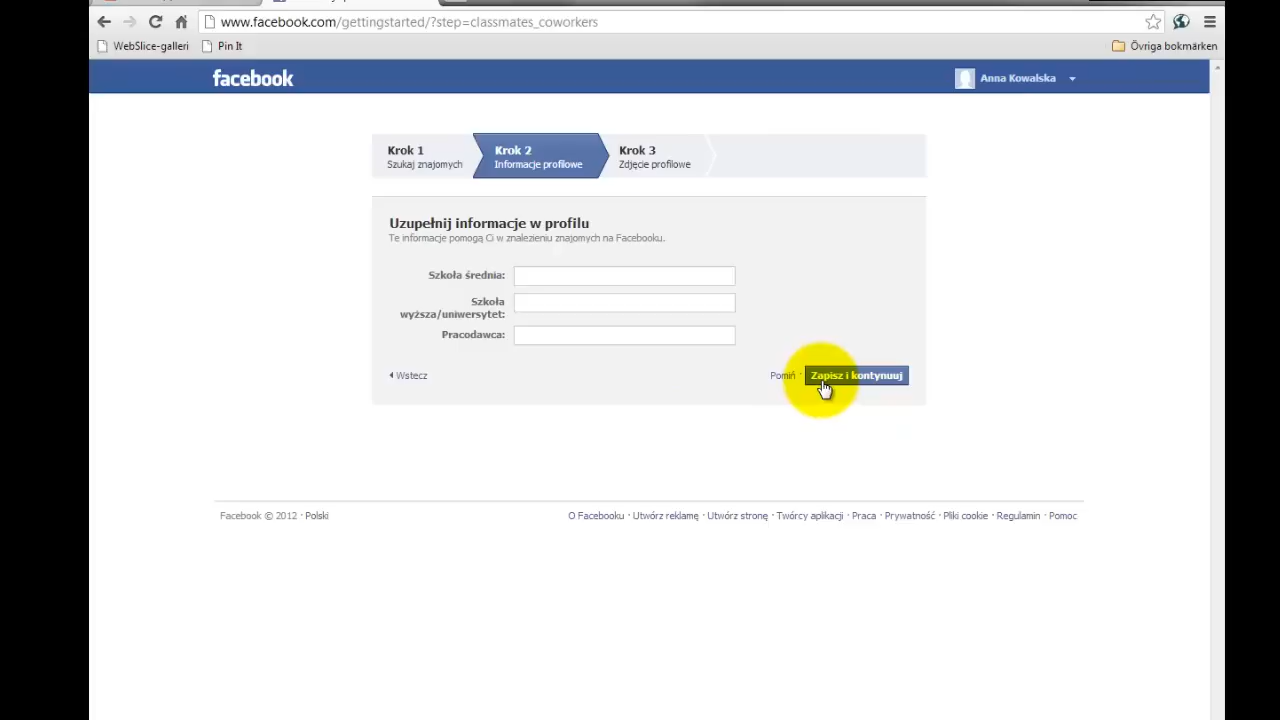 www.facebook.com/gettingstarted/?step=classmates_coworkers
WebSlice-galleri Pin It Övriga bokmärken
facebook Anna Kowalska
Krok 1 Krok 2 Krok 3
Szukaj znajomych Informacje profilowe Zdjęcie profilowe
Uzupełnij informacje w profilu
Te informacje pomogą Ci w znalezieniu znajomych na Facebooku.
Szkoła średnia:
Szkoła
wyższa/uniwersytet:
Pracodawca:
Wstecz Pomiń · Zapisz i kontynuuj
Facebook © 2012 · Polski O Facebooku · Utwórz reklamę · Utwórz stronę · Twórcy aplikacji · Praca · Prywatność · Pliki cookie · Regulamin · Pomoc